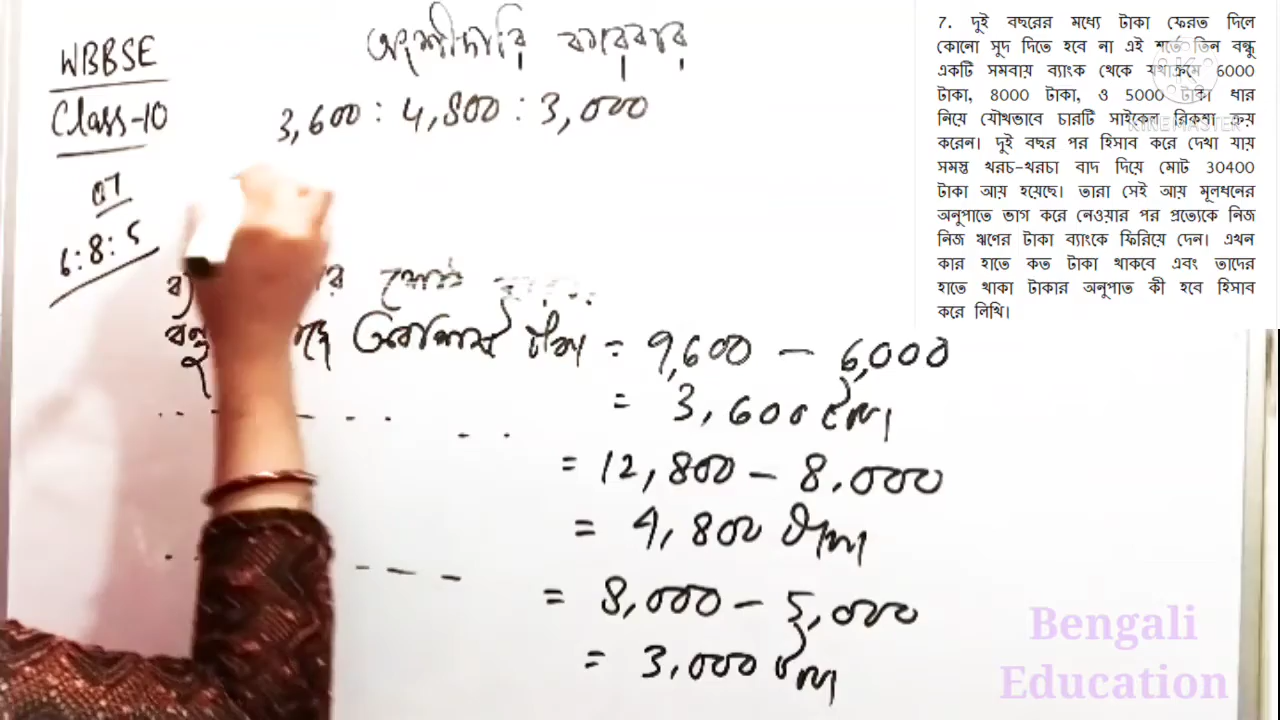 WBBSE
Class-10
07
6:8:5
অংশীদারি কারবার
3,600 : 4,800 : 3,000
অবশিষ্ট টাকা = 9,600 - 6,000
= 3,600 টাকা
= 12,800 - 8,000
= 4,800 টাকা
= 8,000 - 5,000
= 3,000 টাকা
7. দুই বছরের মধ্যে টাকা ফেরত দিলে
কোনো সুদ দিতে হবে না এই শর্তে তিন বন্ধু
একটি সমবায় ব্যাংক থেকে যথাক্রমে 6000
টাকা, 8000 টাকা, ও 5000 টাকা ধার
নিয়ে যৌথভাবে চারটি সাইকেল রিকশা ক্রয়
করেন। দুই বছর পর হিসাব করে দেখা যায়
সমস্ত খরচ-খরচা বাদ দিয়ে মোট 30400
টাকা আয় হয়েছে। তারা সেই আয় মূলধনের
অনুপাতে ভাগ করে নেওয়ার পর প্রত্যেকে নিজ
নিজ ঋণের টাকা ব্যাংকে ফিরিয়ে দেন। এখন
কার হাতে কত টাকা থাকবে এবং তাদের
হাতে থাকা টাকার অনুপাত কী হবে হিসাব
করে লিখি।
KINEMASTER
Bengali
Education